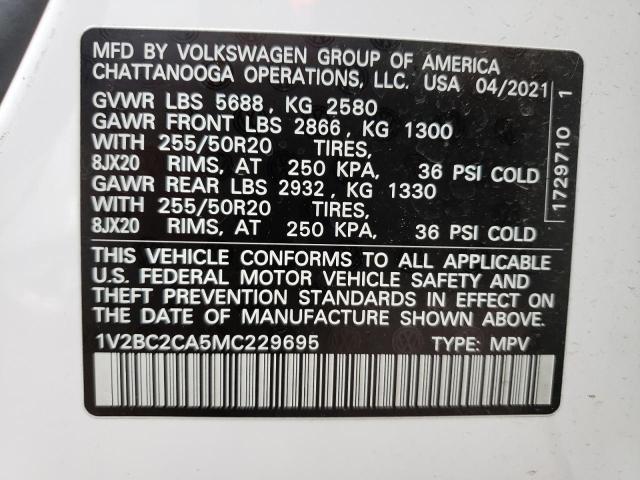 MFD BY VOLKSWAGEN GROUP OF AMERICA
CHATTANOOGA OPERATIONS, LLC. USA 04/2021
GVWR LBS 5688, KG 2580
GAWR FRONT LBS 2866, KG 1300
WITH 255/50R20 TIRES,
8JX20 RIMS, AT 250 KPA, 36 PSI COLD
GAWR REAR LBS 2932, KG 1330
WITH 255/50R20 TIRES,
8JX20 RIMS, AT 250 KPA, 36 PSI COLD
THIS VEHICLE CONFORMS TO ALL APPLICABLE
U.S. FEDERAL MOTOR VEHICLE SAFETY AND
THEFT PREVENTION STANDARDS IN EFFECT ON
THE DATE OF MANUFACTURE SHOWN ABOVE.
1V2BC2CA5MC229695 TYPE: MPV
1729710 1